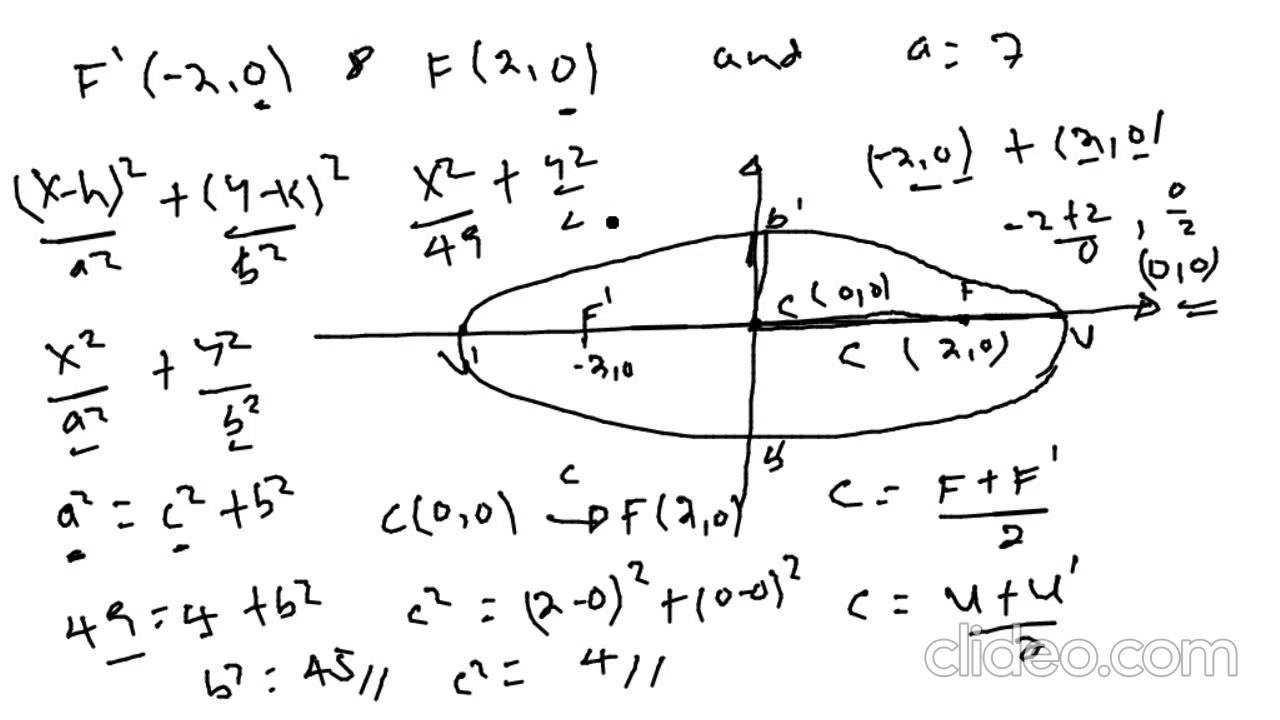 F'(-2,0) & F(2,0) and a = 7
(x-h)²/a² + (y-k)²/b²
x²/49 + y²/
(-2,0) + (2,0)
-2+2/0 , 0/2
(0,0)
b'
C (0,0)
F
F'
-2,0
V'
V
C (2,0)
x²/a² + y²/b²
b
a² = c² + b²
C(0,0) → F(2,0)
c
C = F+F'/2
49 = 4 + b²
c² = (2-0)² + (0-0)²
C = V+V'/2
b² = 45//
c² = 4//
clideo.com